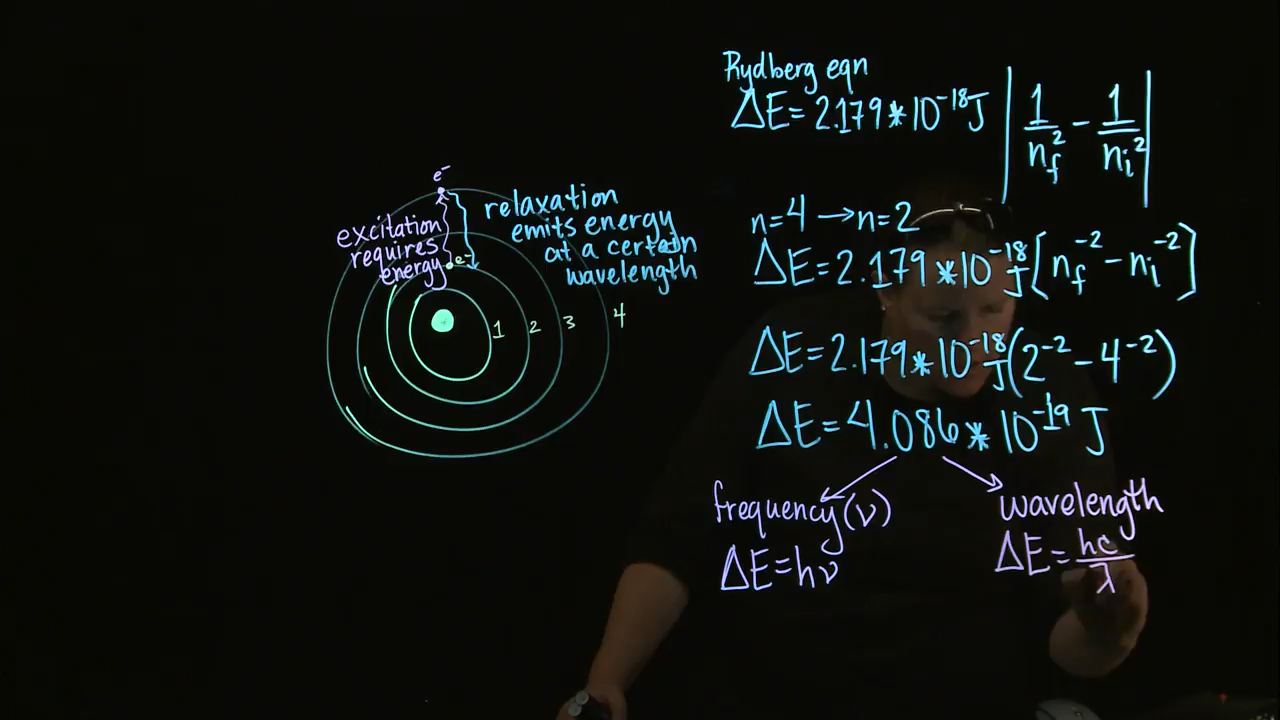 Rydberg eqn
ΔE = 2.179 * 10⁻¹⁸ J | 1/n_f² − 1/n_i² |
e⁻
relaxation
emits energy
at a certain
wavelength
excitation
requires
energy
e⁻
1 2 3 4
n=4 → n=2
ΔE = 2.179 * 10⁻¹⁸ J [n_f⁻² − n_i⁻²]
ΔE = 2.179 * 10⁻¹⁸ J (2⁻² − 4⁻²)
ΔE = 4.086 * 10⁻¹⁹ J
frequency (ν)
ΔE = hν
wavelength
ΔE = hc/λ